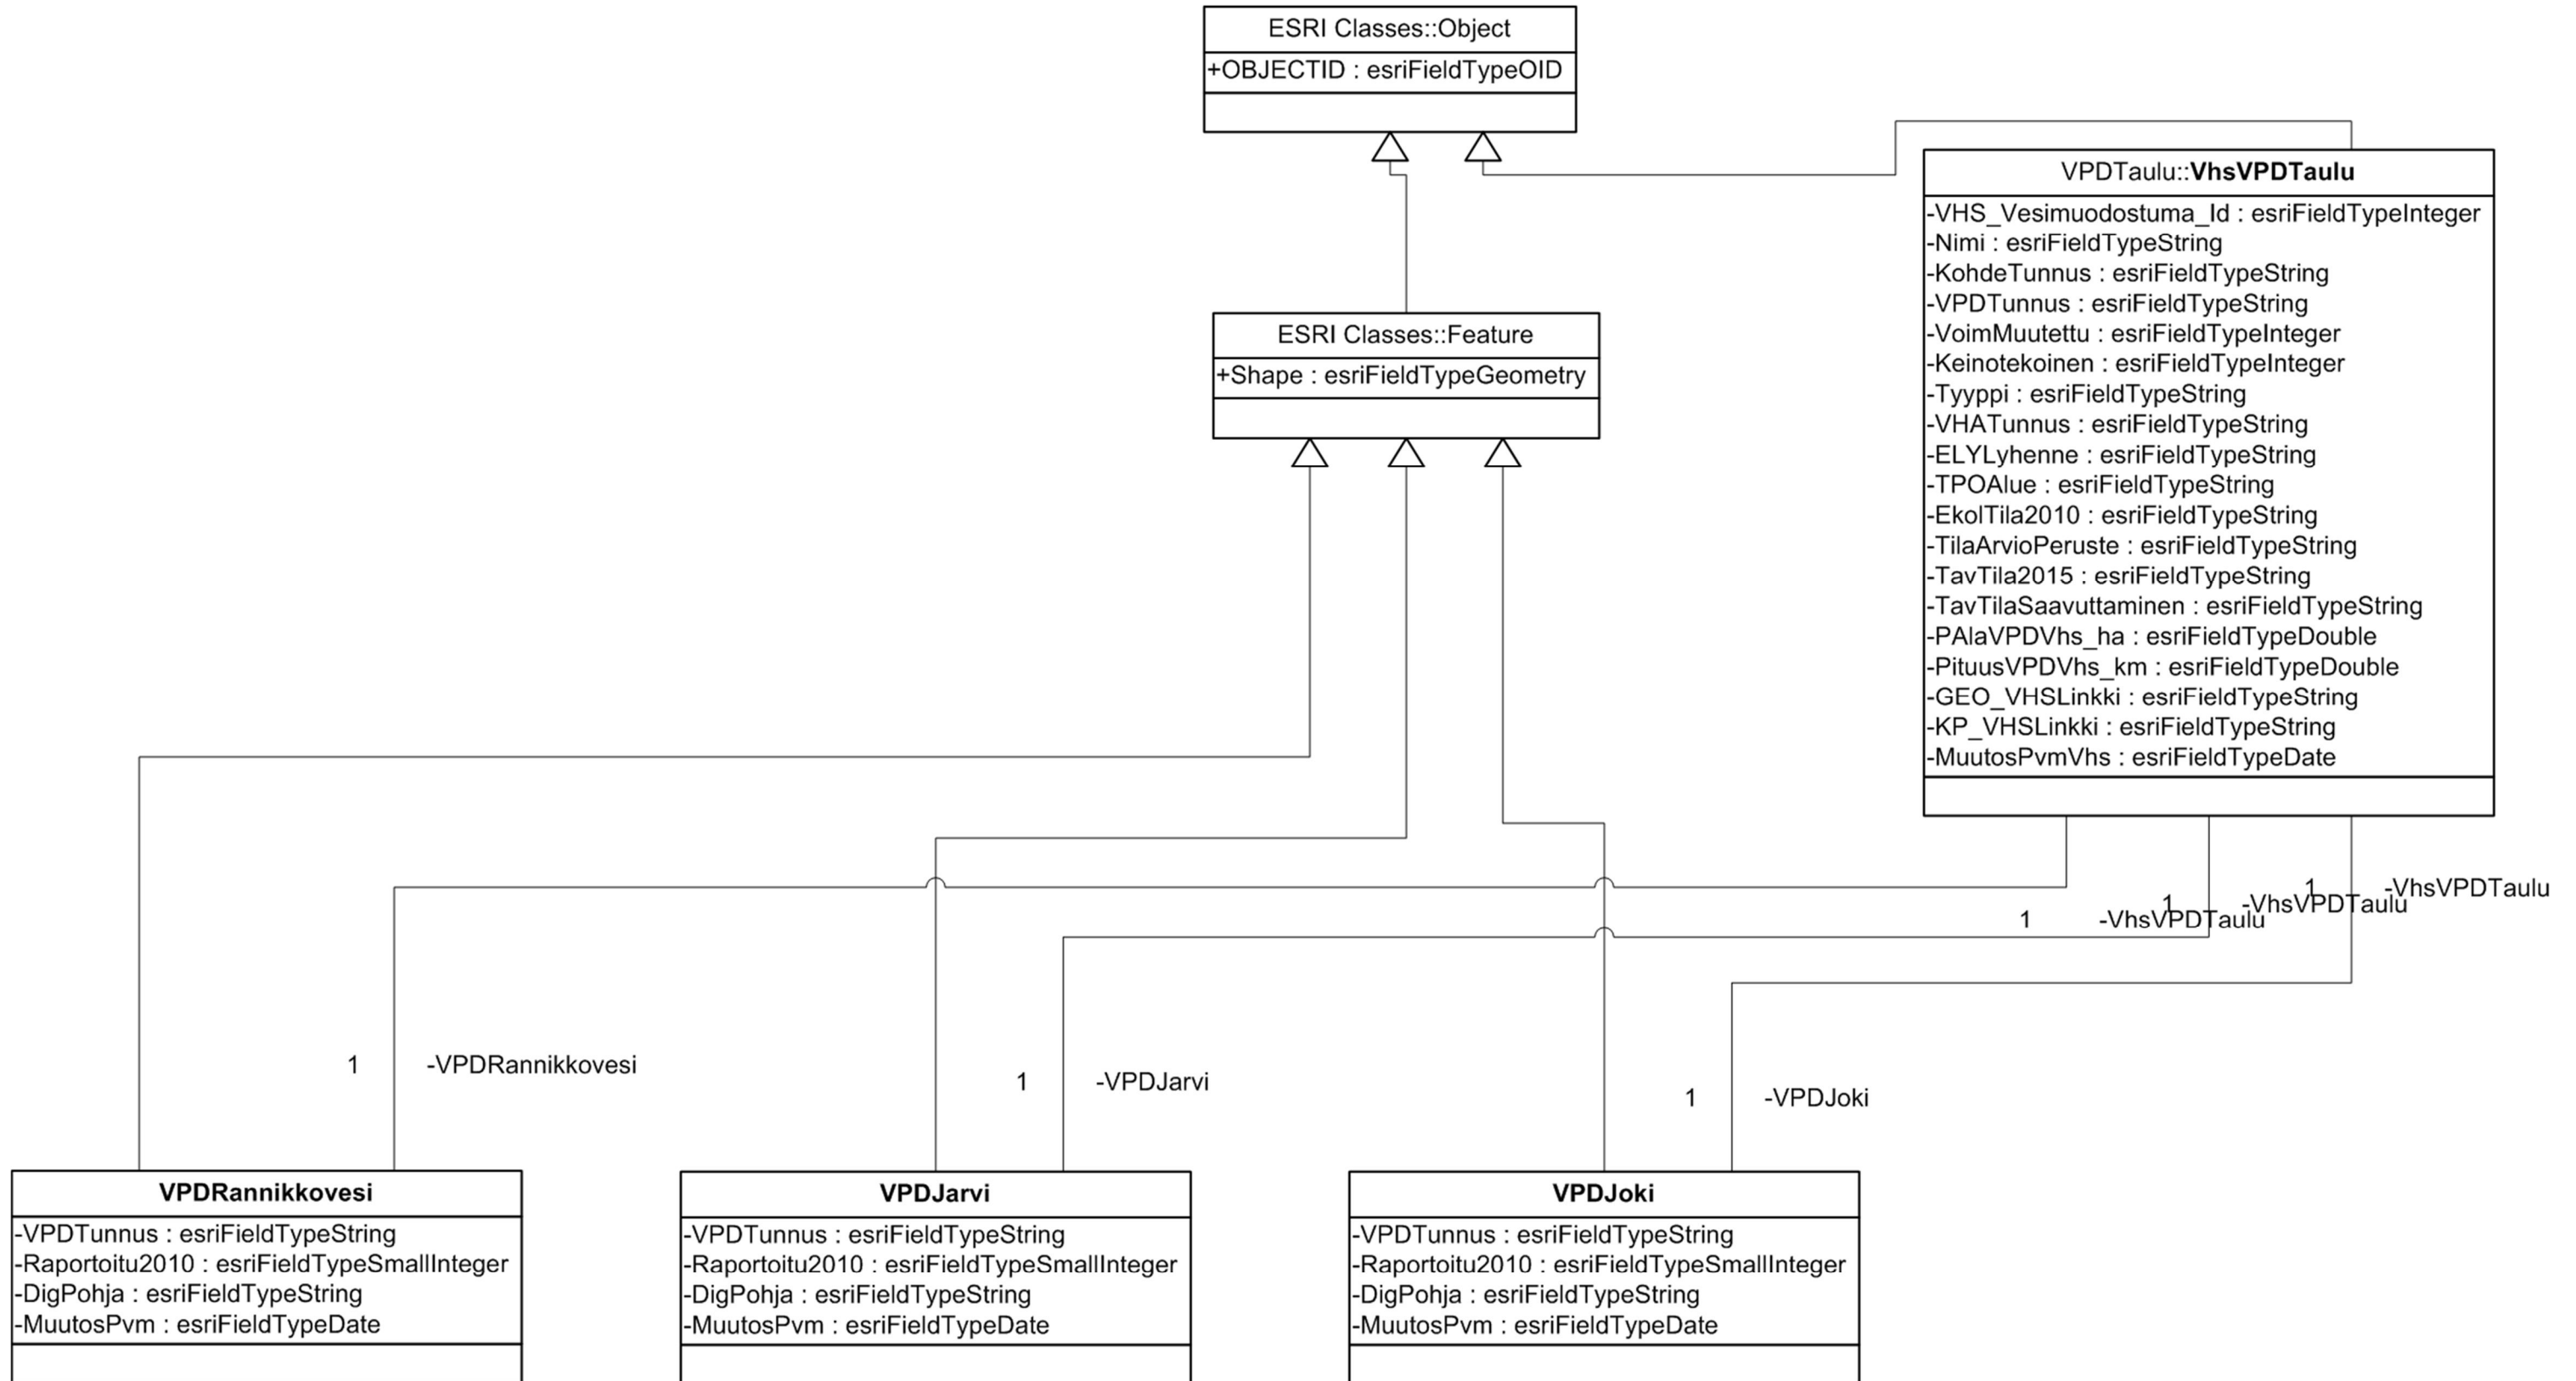 ESRI Classes::Object
+OBJECTID : esriFieldTypeOID
VPDTaulu::VhsVPDTaulu
-VHS_Vesimuodostuma_Id : esriFieldTypeInteger
-Nimi : esriFieldTypeString
-KohdeTunnus : esriFieldTypeString
-VPDTunnus : esriFieldTypeString
-VoimMuutettu : esriFieldTypeInteger
-Keinotekoinen : esriFieldTypeInteger
-Tyyppi : esriFieldTypeString
-VHATunnus : esriFieldTypeString
-ELYLyhenne : esriFieldTypeString
-TPOAlue : esriFieldTypeString
-EkolTila2010 : esriFieldTypeString
-TilaArvioPeruste : esriFieldTypeString
-TavTila2015 : esriFieldTypeString
-TavTilaSaavuttaminen : esriFieldTypeString
-PAlaVPDVhs_ha : esriFieldTypeDouble
-PituusVPDVhs_km : esriFieldTypeDouble
-GEO_VHSLinkki : esriFieldTypeString
-KP_VHSLinkki : esriFieldTypeString
-MuutosPvmVhs : esriFieldTypeDate
ESRI Classes::Feature
+Shape : esriFieldTypeGeometry
1 -VhsVPDTaulu
1 -VhsVPDTaulu
1 -VhsVPDTaulu
1 -VPDRannikkovesi
1 -VPDJarvi
1 -VPDJoki
VPDRannikkovesi
-VPDTunnus : esriFieldTypeString
-Raportoitu2010 : esriFieldTypeSmallInteger
-DigPohja : esriFieldTypeString
-MuutosPvm : esriFieldTypeDate
VPDJarvi
-VPDTunnus : esriFieldTypeString
-Raportoitu2010 : esriFieldTypeSmallInteger
-DigPohja : esriFieldTypeString
-MuutosPvm : esriFieldTypeDate
VPDJoki
-VPDTunnus : esriFieldTypeString
-Raportoitu2010 : esriFieldTypeSmallInteger
-DigPohja : esriFieldTypeString
-MuutosPvm : esriFieldTypeDate